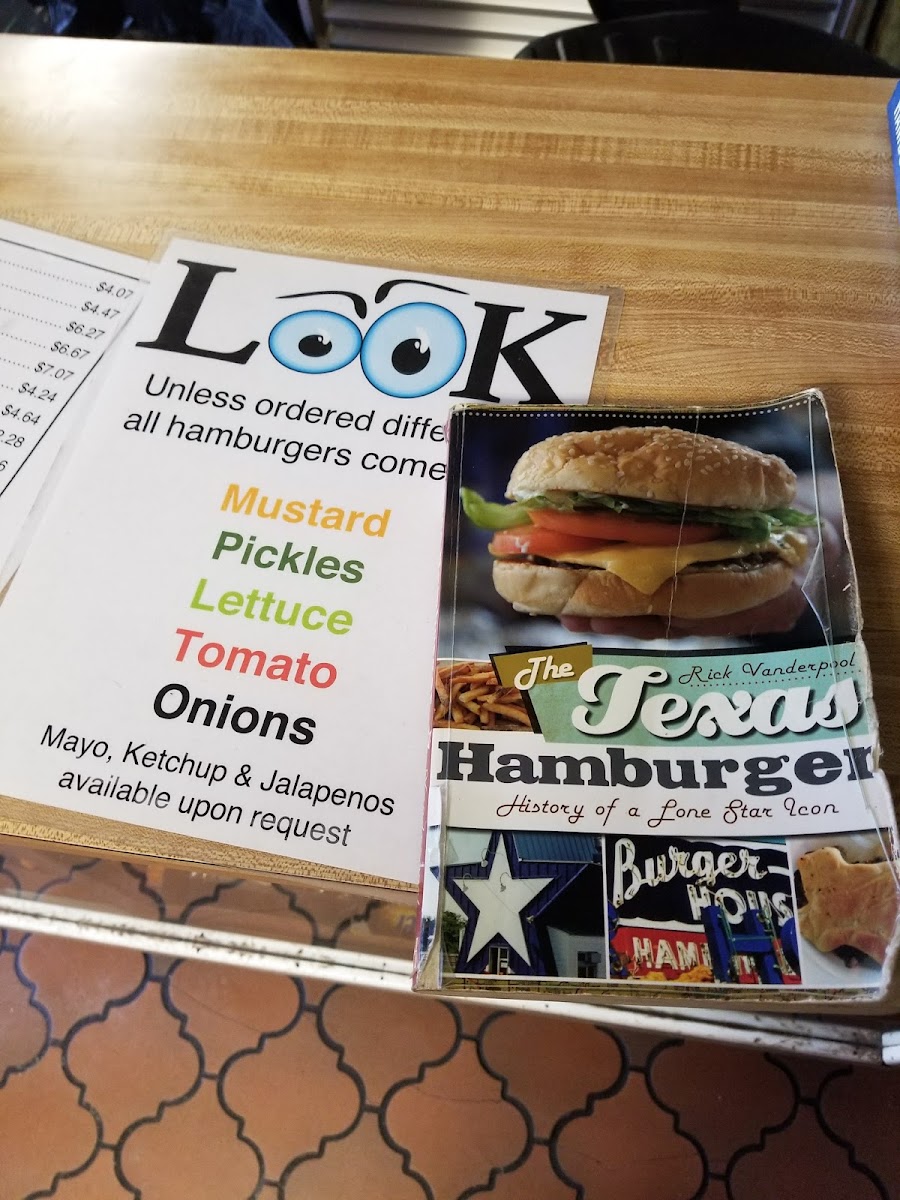 $4.07
$4.47
$6.27
$6.67
$7.07
$4.24
$4.64
LOOK
Unless ordered
all hamburgers come
Mustard
Pickles
Lettuce
Tomato
Onions
Mayo, Ketchup & Jalapenos
available upon request
Rick Vanderpool
The Texas
Hamburger
History of a Lone Star Icon
Burger
HOUS
HAM